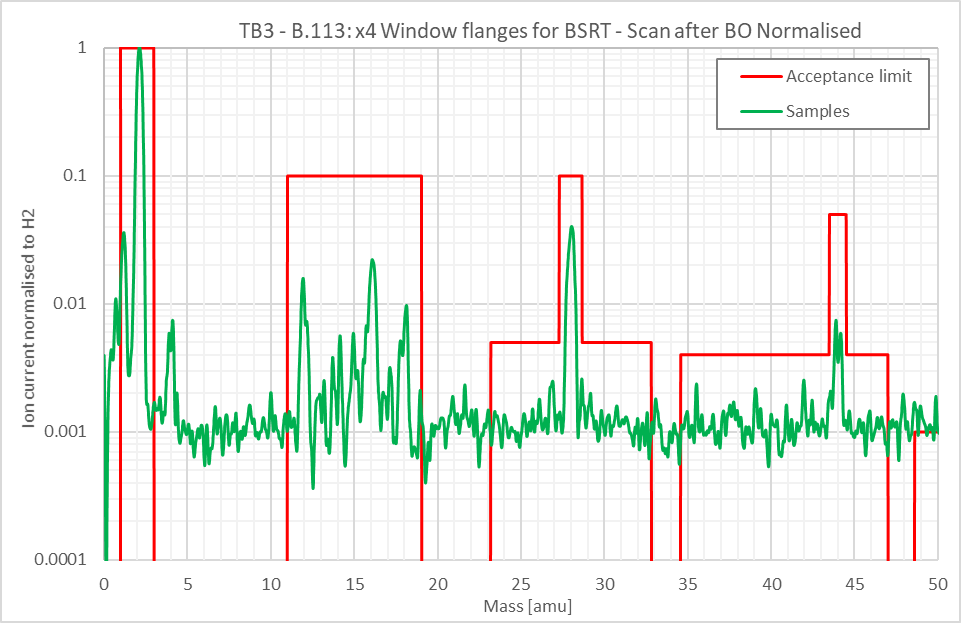 TB3 - B.113: x4 Window flanges for BSRT - Scan after BO Normalised
Acceptance limit
Samples
Ion current normalised to H2
1
0.1
0.01
0.001
0.0001
0 5 10 15 20 25 30 35 40 45 50
Mass [amu]